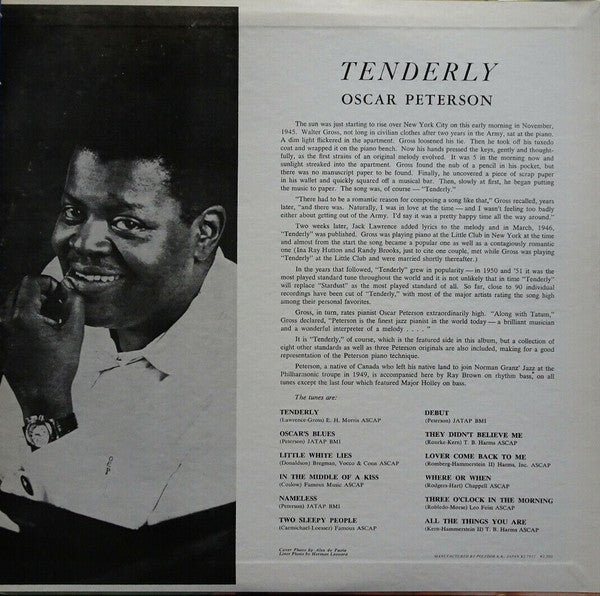 TENDERLY
OSCAR PETERSON
The sun was just starting to rise over New York City on this early morning in November,
1945. Walter Gross, not long in civilian clothes after two years in the Army, sat at the piano.
A dim light flickered in the apartment. Gross loosened his tie. Then he took off his tuxedo
coat and wrapped it on the piano bench. Now his hands pressed the keys, gently and thought-
fully, as the first strains of an original melody evolved. It was 5 in the morning now and
sunlight streaked into the apartment. Gross found the nub of a pencil in his pocket, but
there was no manuscript paper to be found. Finally, he uncovered a piece of scrap paper
in his wallet and quickly squared off a musical bar. Then, slowly at first, he began putting
the music to paper. The song was, of course — "Tenderly."
"There had to be a romantic reason for composing a song like that," Gross recalled, years
later, "and there was. Naturally, I was in love at the time — and I wasn't feeling too badly
either about getting out of the Army. I'd say it was a pretty happy time all the way around."
Two weeks later, Jack Lawrence added lyrics to the melody and in March, 1946,
"Tenderly" was published. Gross was playing piano at the Little Club in New York at the time
and almost from the start the song became a popular one as well as a contagiously romantic
one (Ina Ray Hutton and Randy Brooks, just to cite one couple, met while Gross was playing
"Tenderly" at the Little Club and were married shortly thereafter.)
In the years that followed, "Tenderly" grew in popularity — in 1950 and '51 it was the
most played standard tune throughout the world and it is not unlikely that in time "Tenderly"
will replace "Stardust" as the most played standard of all. So far, close to 90 individual
recordings have been cut of "Tenderly," with most of the major artists rating the song high
among their personal favorites.
Gross, in turn, rates pianist Oscar Peterson extraordinarily high. "Along with Tatum,"
Gross declared, "Peterson is the finest jazz pianist in the world today — a brilliant musician
and a wonderful interpreter of a melody . . . . "
It is "Tenderly," of course, which is the featured side in this album, but a collection of
eight other standards as well as three Peterson originals are also included, making for a good
representation of the Peterson piano technique.
Peterson, a native of Canada who left his native land to join Norman Granz' Jazz at the
Philharmonic troupe in 1949, is accompanied here by Ray Brown on rhythm bass, on all
tunes except the last four which featured Major Holley on bass.
The tunes are:
TENDERLY
(Lawrence-Gross) E. H. Morris ASCAP
OSCAR'S BLUES
(Peterson) JATAP BMI
LITTLE WHITE LIES
(Donaldson) Bregman, Vocco & Conn ASCAP
IN THE MIDDLE OF A KISS
(Coslow) Famous Music ASCAP
NAMELESS
(Peterson) JATAP BMI
TWO SLEEPY PEOPLE
(Carmichael-Loesser) Famous ASCAP
DEBUT
(Peterson) JATAP BMI
THEY DIDN'T BELIEVE ME
(Rourke-Kern) T. B. Harms ASCAP
LOVER COME BACK TO ME
(Romberg-Hammerstein II) Harms, Inc. ASCAP
WHERE OR WHEN
(Rodgers-Hart) Chappell ASCAP
THREE O'CLOCK IN THE MORNING
(Robledo-Morse) Leo Feist ASCAP
ALL THE THINGS YOU ARE
(Kern-Hammerstein II) T. B. Harms ASCAP
Cover Photo by Alex de Paola
Liner Photo by Herman Leonard
MANUFACTURED BY POLYDOR K.K., JAPAN